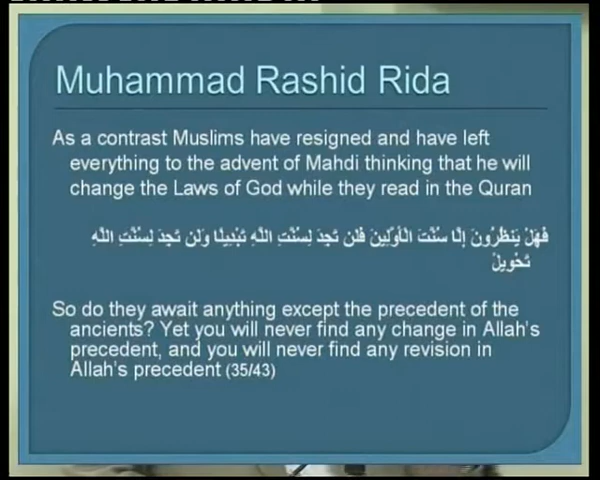 Muhammad Rashid Rida
As a contrast Muslims have resigned and have left
everything to the advent of Mahdi thinking that he will
change the Laws of God while they read in the Quran
فَهَلْ يَنظُرُونَ إِلَّا سُنَّتَ الْأَوَّلِينَ فَلَن تَجِدَ لِسُنَّتِ اللَّهِ تَبْدِيلًا وَلَن تَجِدَ لِسُنَّتِ اللَّهِ
تَحْوِيلً
So do they await anything except the precedent of the
ancients? Yet you will never find any change in Allah's
precedent, and you will never find any revision in
Allah's precedent (35/43)